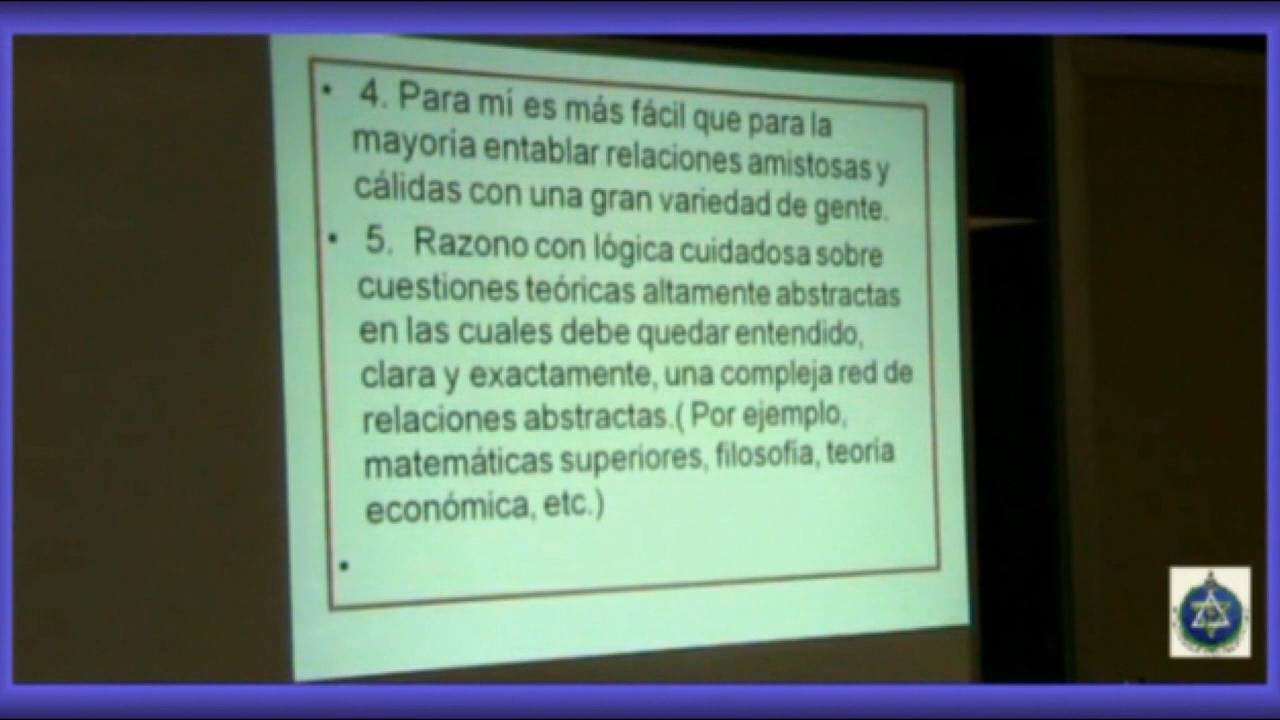 • 4. Para mí es más fácil que para la
mayoría entablar relaciones amistosas y
cálidas con una gran variedad de gente.
• 5. Razono con lógica cuidadosa sobre
cuestiones teóricas altamente abstractas
en las cuales debe quedar entendido,
clara y exactamente, una compleja red de
relaciones abstractas.( Por ejemplo,
matemáticas superiores, filosofía, teoría
económica, etc.)
•